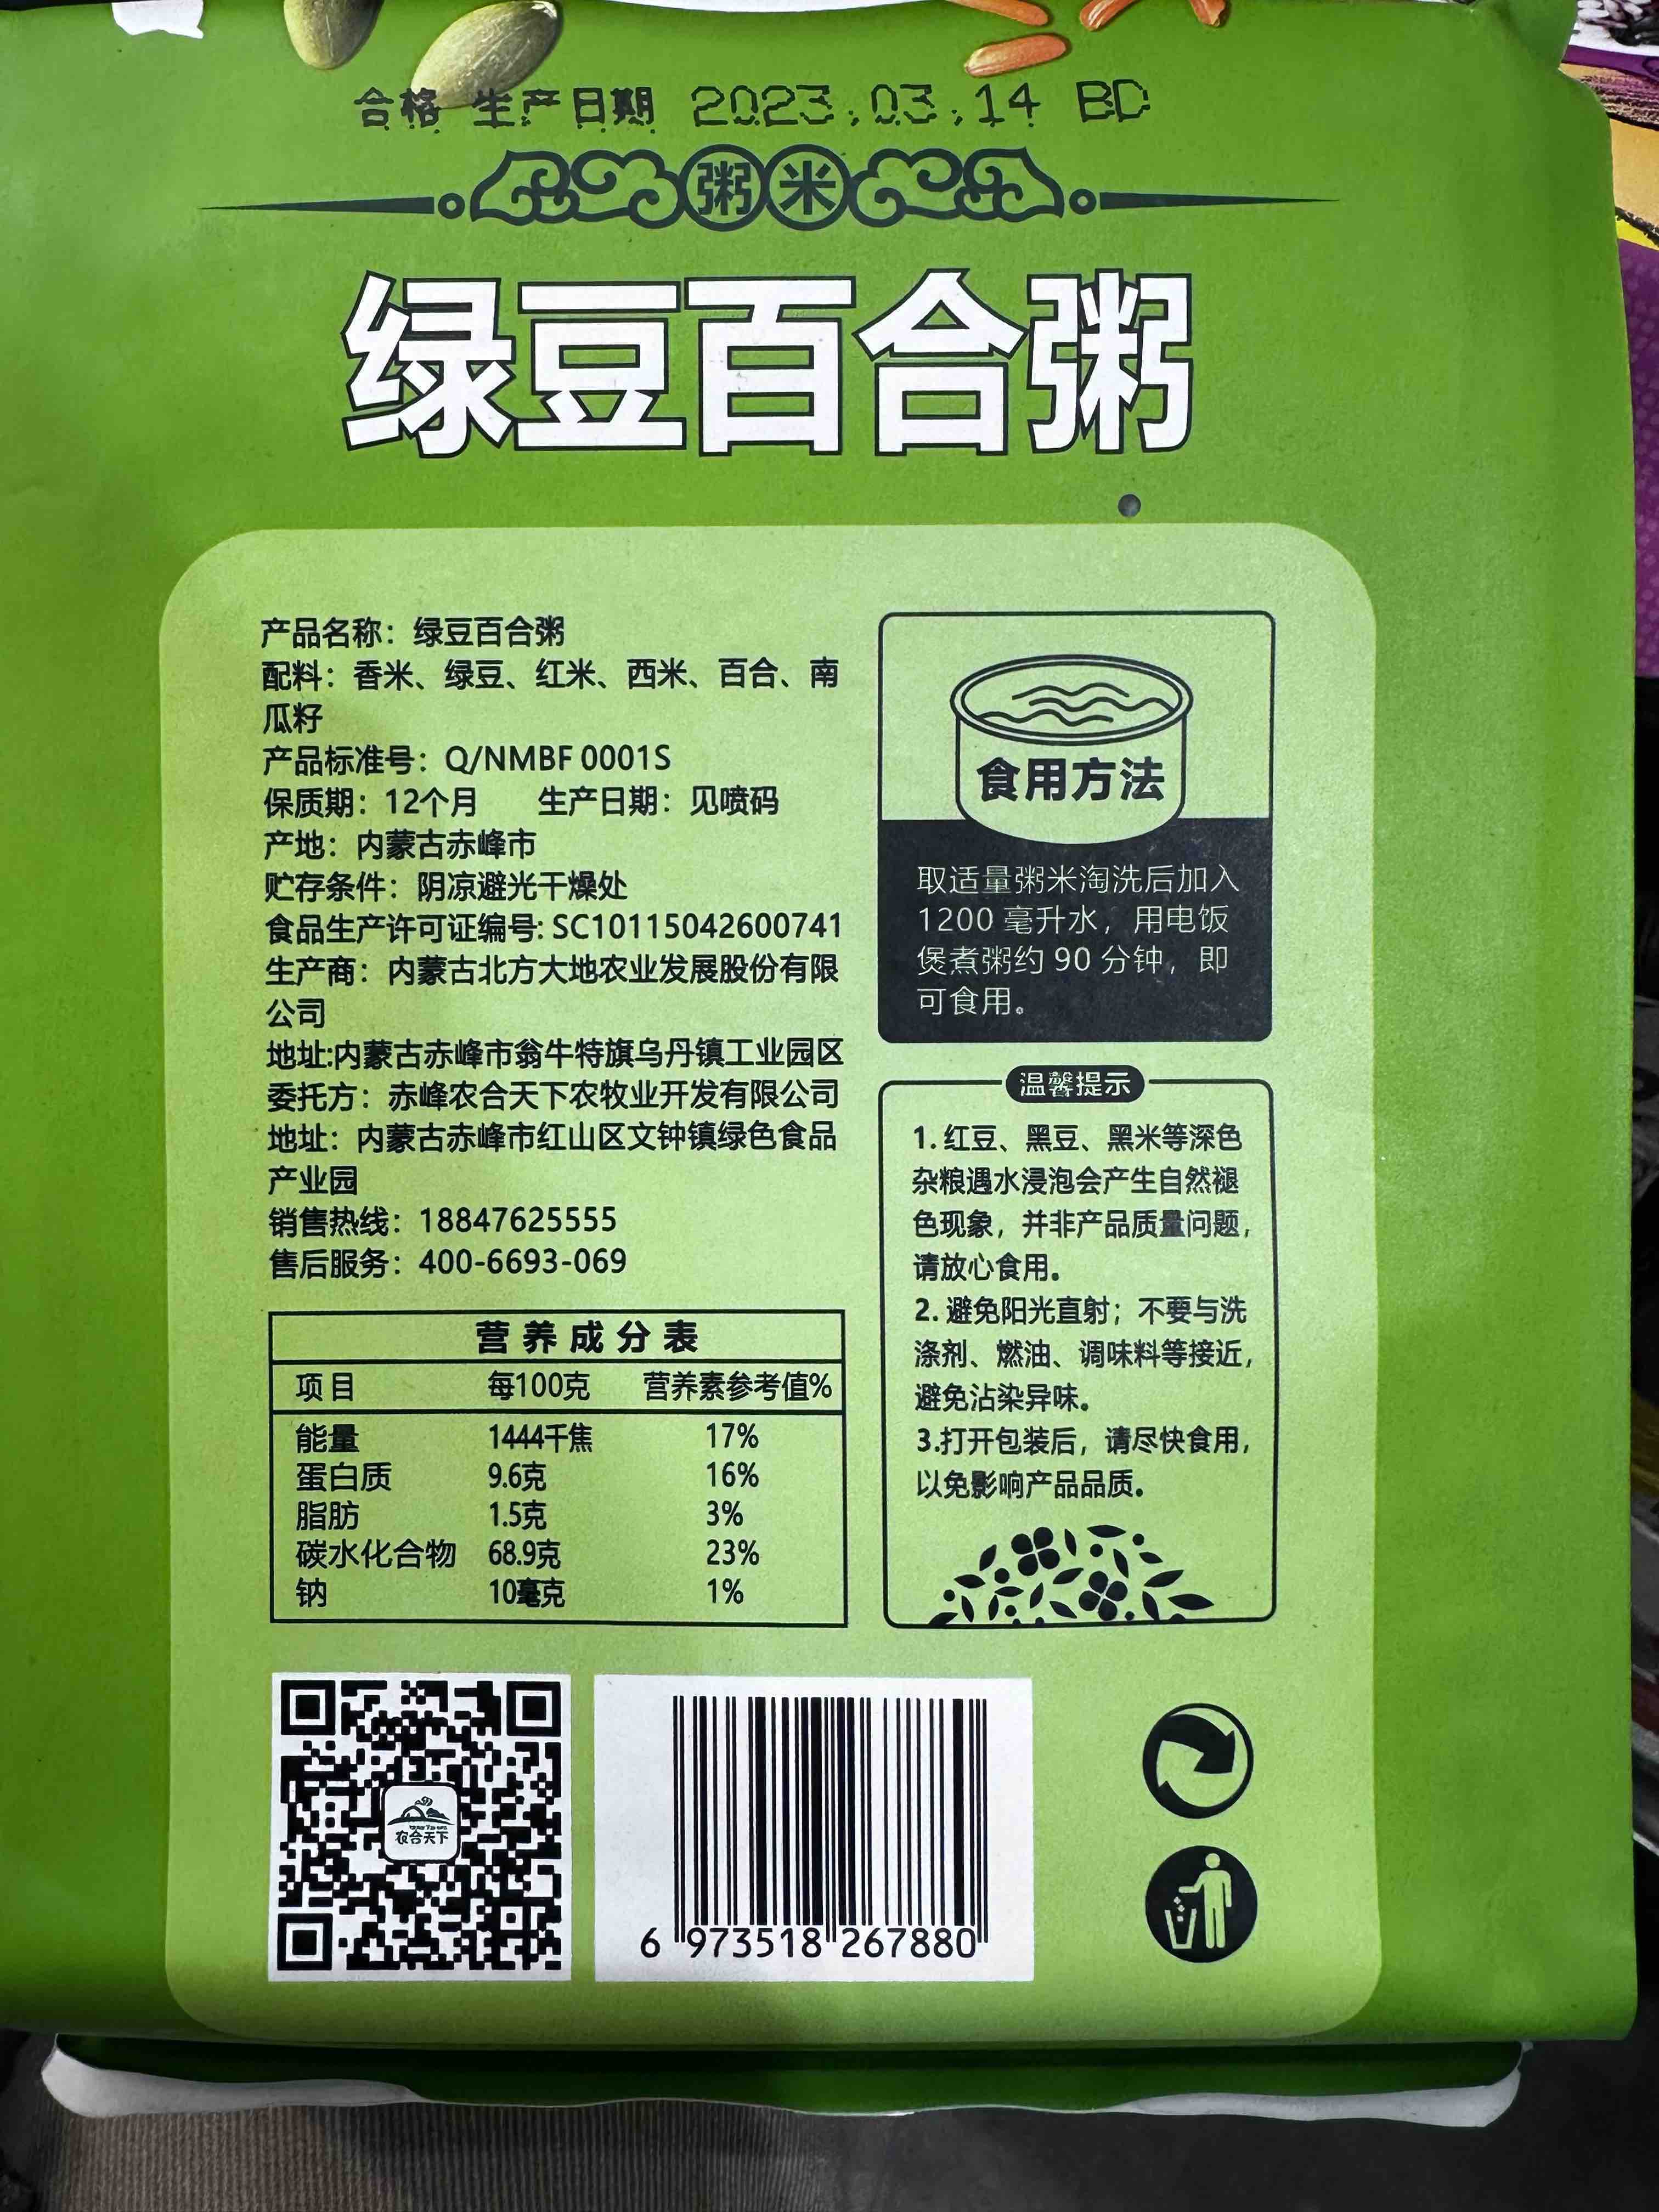 合格 生产日期 2023.03.14 BD
粥米
绿豆百合粥
产品名称：绿豆百合粥
配料：香米、绿豆、红米、西米、百合、南
瓜籽
产品标准号：Q/NMBF 0001S
保质期：12个月 生产日期：见喷码
产地：内蒙古赤峰市
贮存条件：阴凉避光干燥处
食品生产许可证编号: SC10115042600741
生产商：内蒙古北方大地农业发展股份有限
公司
地址:内蒙古赤峰市翁牛特旗乌丹镇工业园区
委托方：赤峰农合天下农牧业开发有限公司
地址：内蒙古赤峰市红山区文钟镇绿色食品
产业园
销售热线：18847625555
售后服务：400-6693-069
营养成分表
项目 每100克 营养素参考值%
能量 1444千焦 17%
蛋白质 9.6克 16%
脂肪 1.5克 3%
碳水化合物 68.9克 23%
钠 10毫克 1%
食用方法
取适量粥米淘洗后加入
1200 毫升水，用电饭
煲煮粥约 90 分钟，即
可食用。
温馨提示
1. 红豆、黑豆、黑米等深色
杂粮遇水浸泡会产生自然褪
色现象，并非产品质量问题，
请放心食用。
2. 避免阳光直射；不要与洗
涤剂、燃油、调味料等接近，
避免沾染异味。
3.打开包装后，请尽快食用，
以免影响产品品质。
农合天下
6 973518 267880